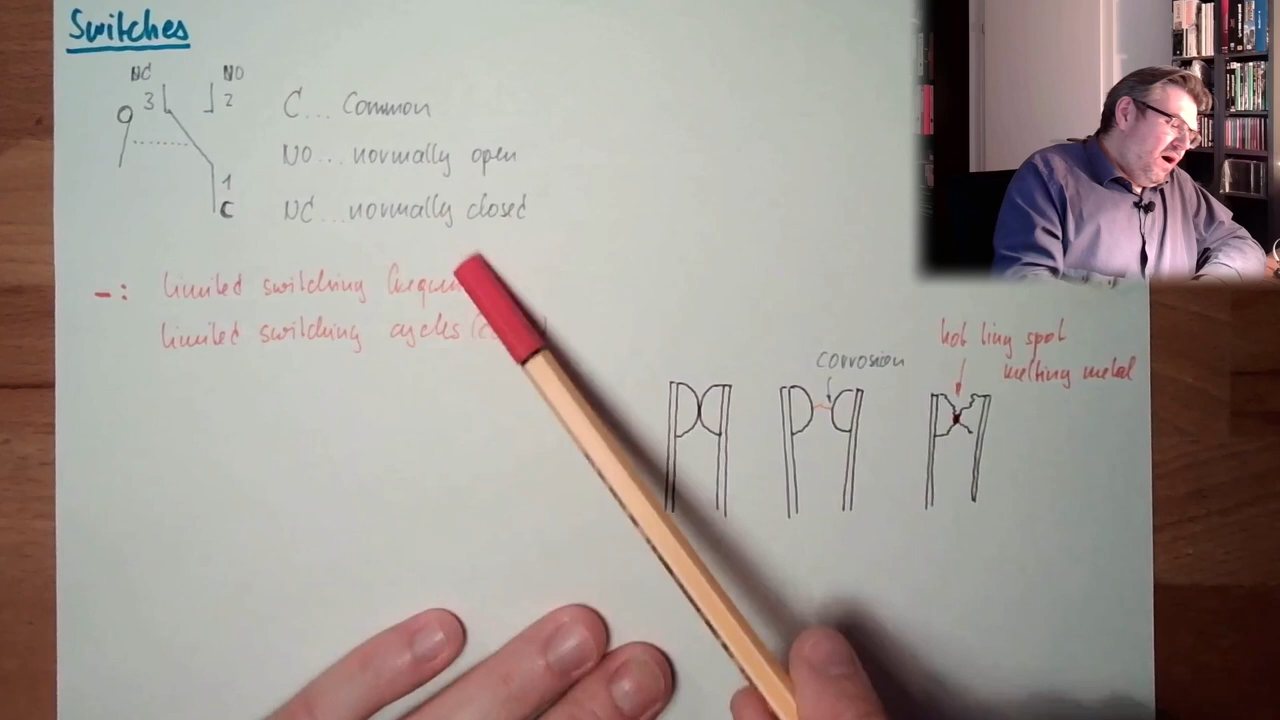 Switches
NC NO
3 2
C... Common
NO... normally open
1
C
NC... normally closed
-: limited switching
limited switching cycles
corrosion
hot tiny spot
melting metal